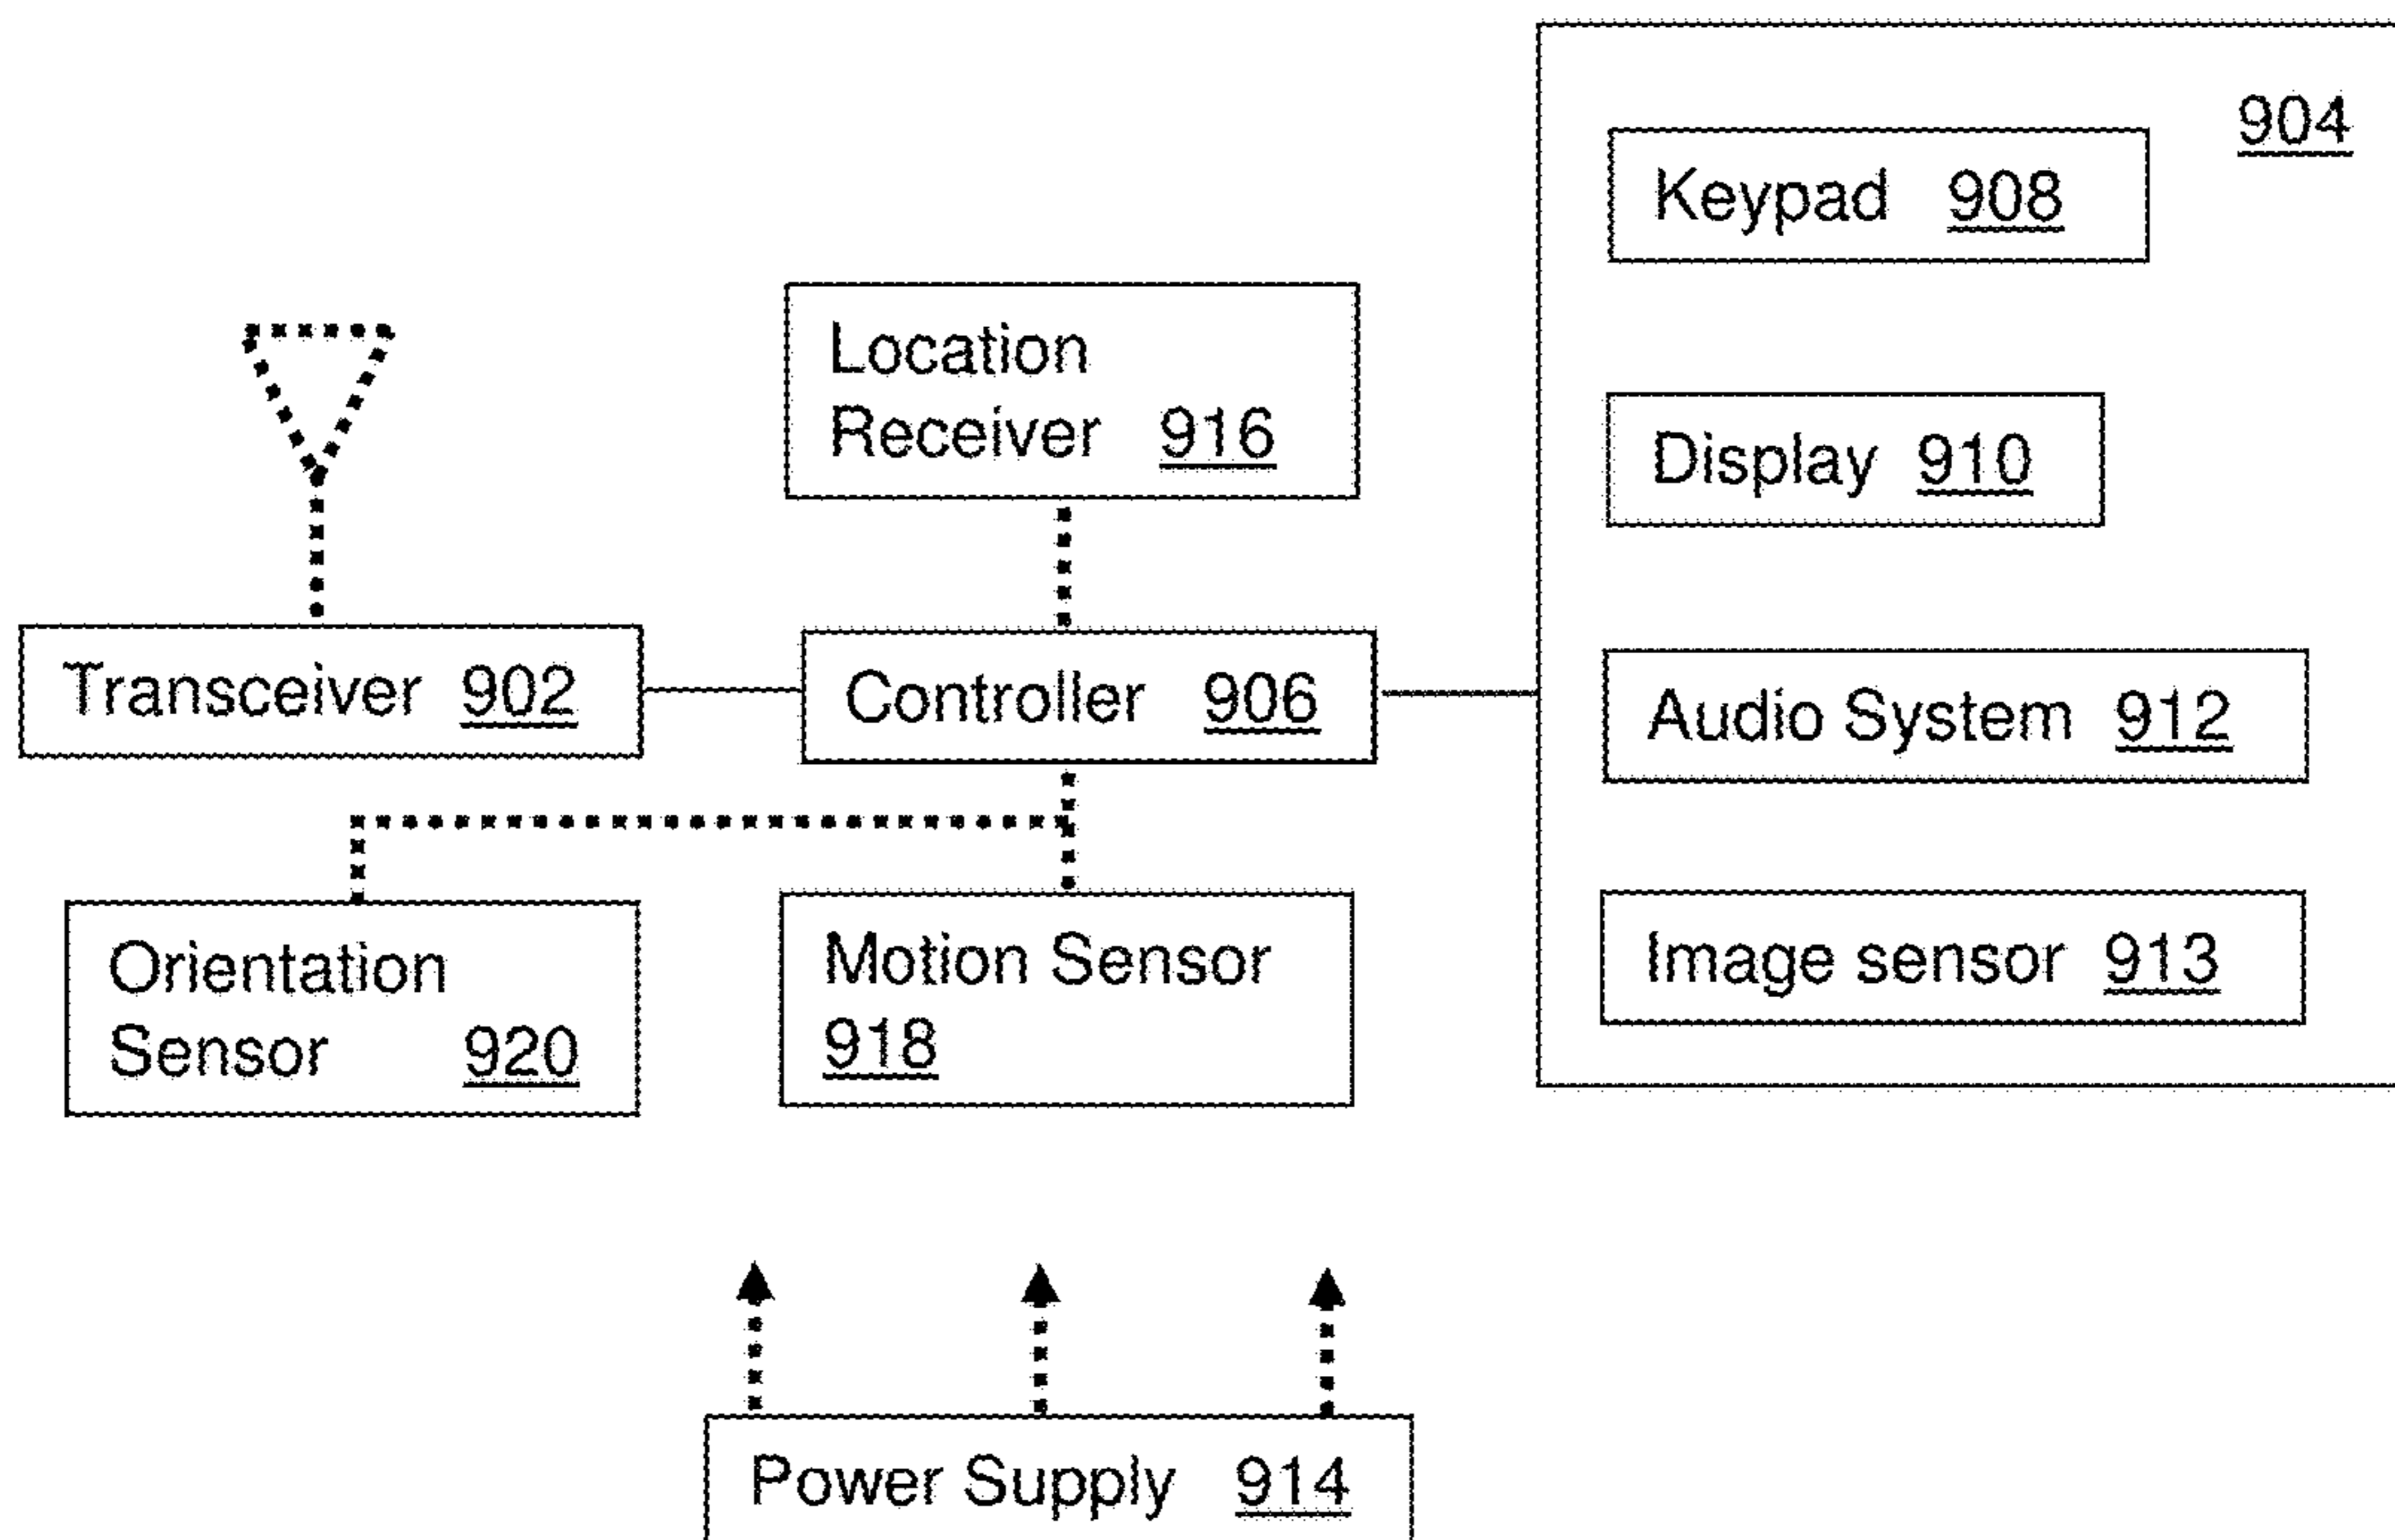 904
Keypad 908
Location
Receiver 916
Display 910
Transceiver 902
Controller 906
Audio System 912
Orientation
Sensor 920
Motion Sensor
918
Image sensor 913
Power Supply 914